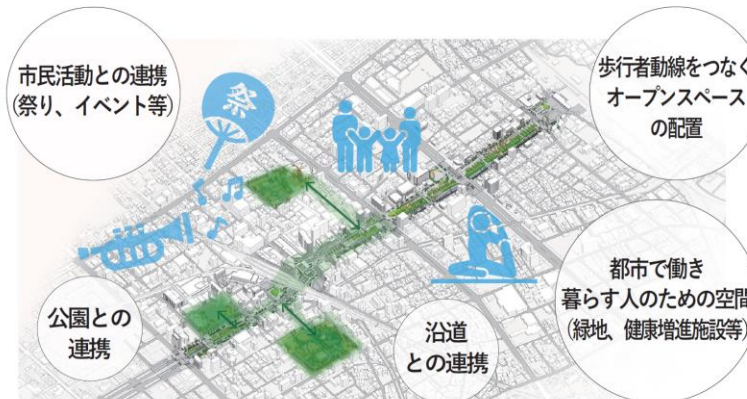 市民活動との連携
(祭り、イベント等)
祭
歩行者動線をつなぐ
オープンスペース
の配置
公園との
連携
沿道
との連携
都市で働き
暮らす人のための空間
(緑地、健康増進施設等)